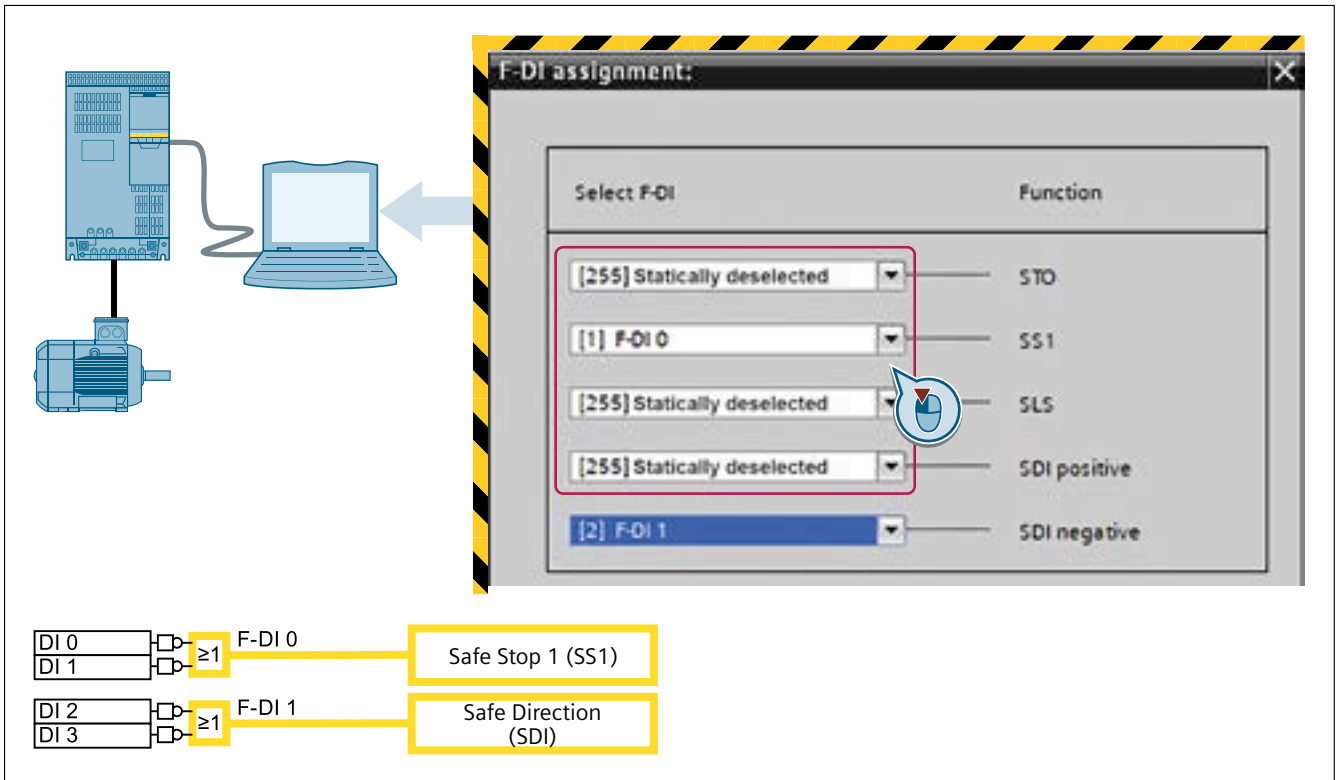 F-DI assignment:
Select F-DI Function
[255] Statically deselected STO
[1] F-DI 0 SS1
[255] Statically deselected SLS
[255] Statically deselected SDI positive
[2] F-DI 1 SDI negative
DI 0
DI 1
≥1
F-DI 0
Safe Stop 1 (SS1)
DI 2
DI 3
≥1
F-DI 1
Safe Direction
(SDI)